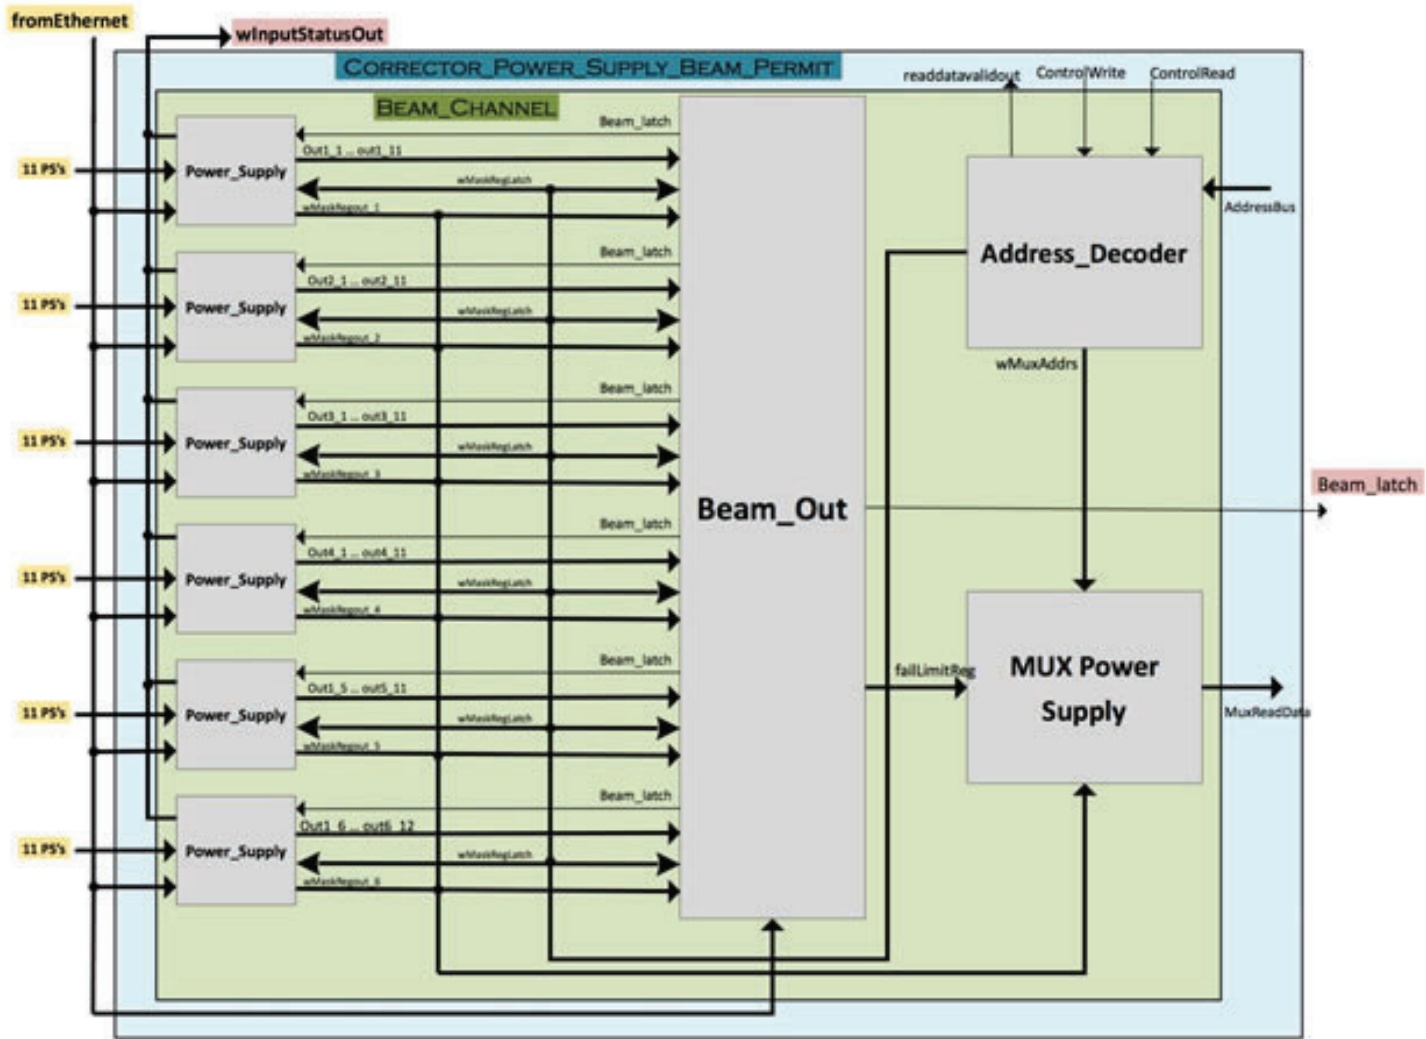 fromEthernet
wInputStatusOut
CORRECTOR_POWER_SUPPLY_BEAM_PERMIT
readdatavalidout
ControlWrite
ControlRead
BEAM_CHANNEL
Beam_latch
Out1_1 ... out1_11
11 PS's
Power_Supply
wMaskRegLatch
wMaskRegout_1
AddressBus
Address_Decoder
Beam_latch
Out2_1 ... out2_11
11 PS's
Power_Supply
wMaskRegLatch
wMaskRegout_2
wMuxAddrs
Beam_latch
Out3_1 ... out3_11
11 PS's
Power_Supply
wMaskRegLatch
wMaskRegout_3
Beam_Out
Beam_latch
Beam_latch
Out4_1 ... out4_11
11 PS's
Power_Supply
wMaskRegLatch
wMaskRegout_4
Beam_latch
Out1_5 ... out5_11
11 PS's
Power_Supply
wMaskRegLatch
wMaskRegout_5
failLimitReg
MUX Power
Supply
MuxReadData
Beam_latch
Out1_6 ... out6_12
11 PS's
Power_Supply
wMaskRegLatch
wMaskRegout_6